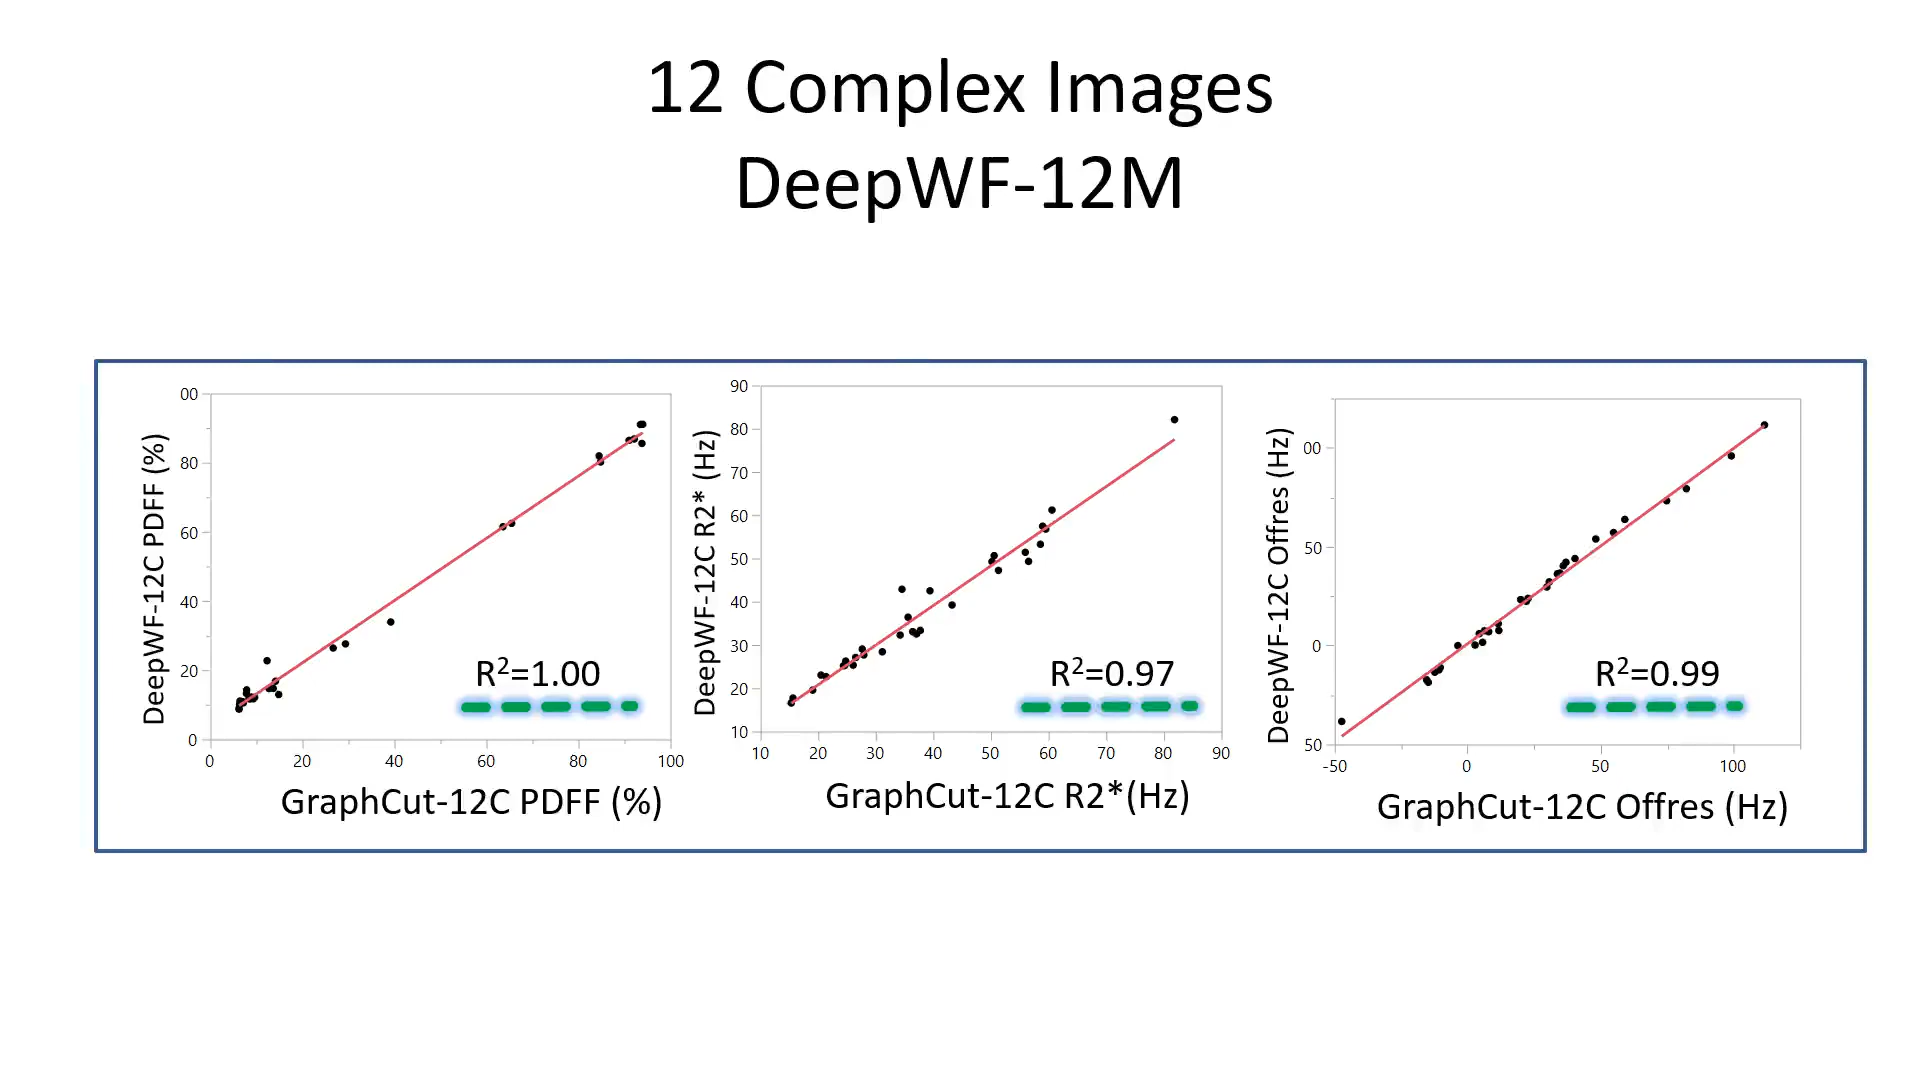 12 Complex Images
DeepWF-12M
DeepWF-12C PDFF (%)
00
80
60
40
20
0
R²=1.00
0 20 40 60 80 100
GraphCut-12C PDFF (%)
DeepWF-12C R2* (Hz)
90
80
70
60
50
40
30
20
10
R²=0.97
10 20 30 40 50 60 70 80 90
GraphCut-12C R2*(Hz)
DeepWF-12C Offres (Hz)
00
50
0
50
R²=0.99
-50 0 50 100
GraphCut-12C Offres (Hz)